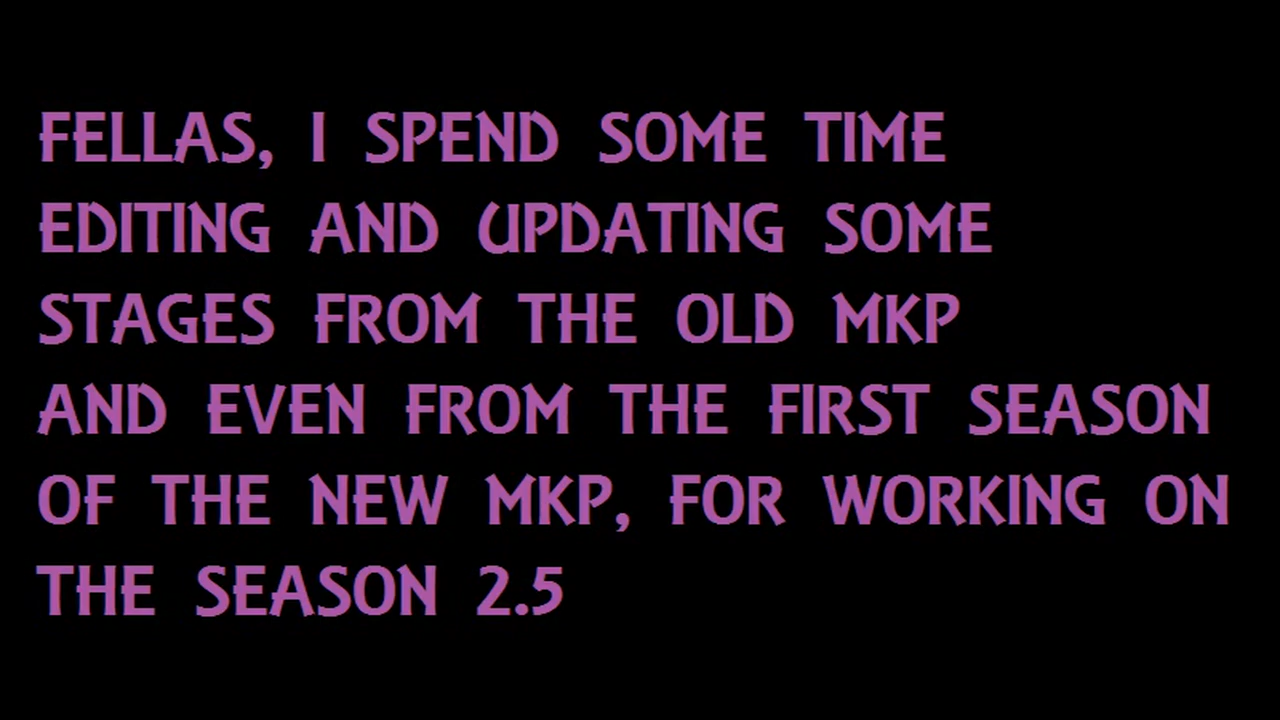 FELLAS, I SPEND SOME TIME
EDITING AND UPDATING SOME
STAGES FROM THE OLD MKP
AND EVEN FROM THE FIRST SEASON
OF THE NEW MKP, FOR WORKING ON
THE SEASON 2.5